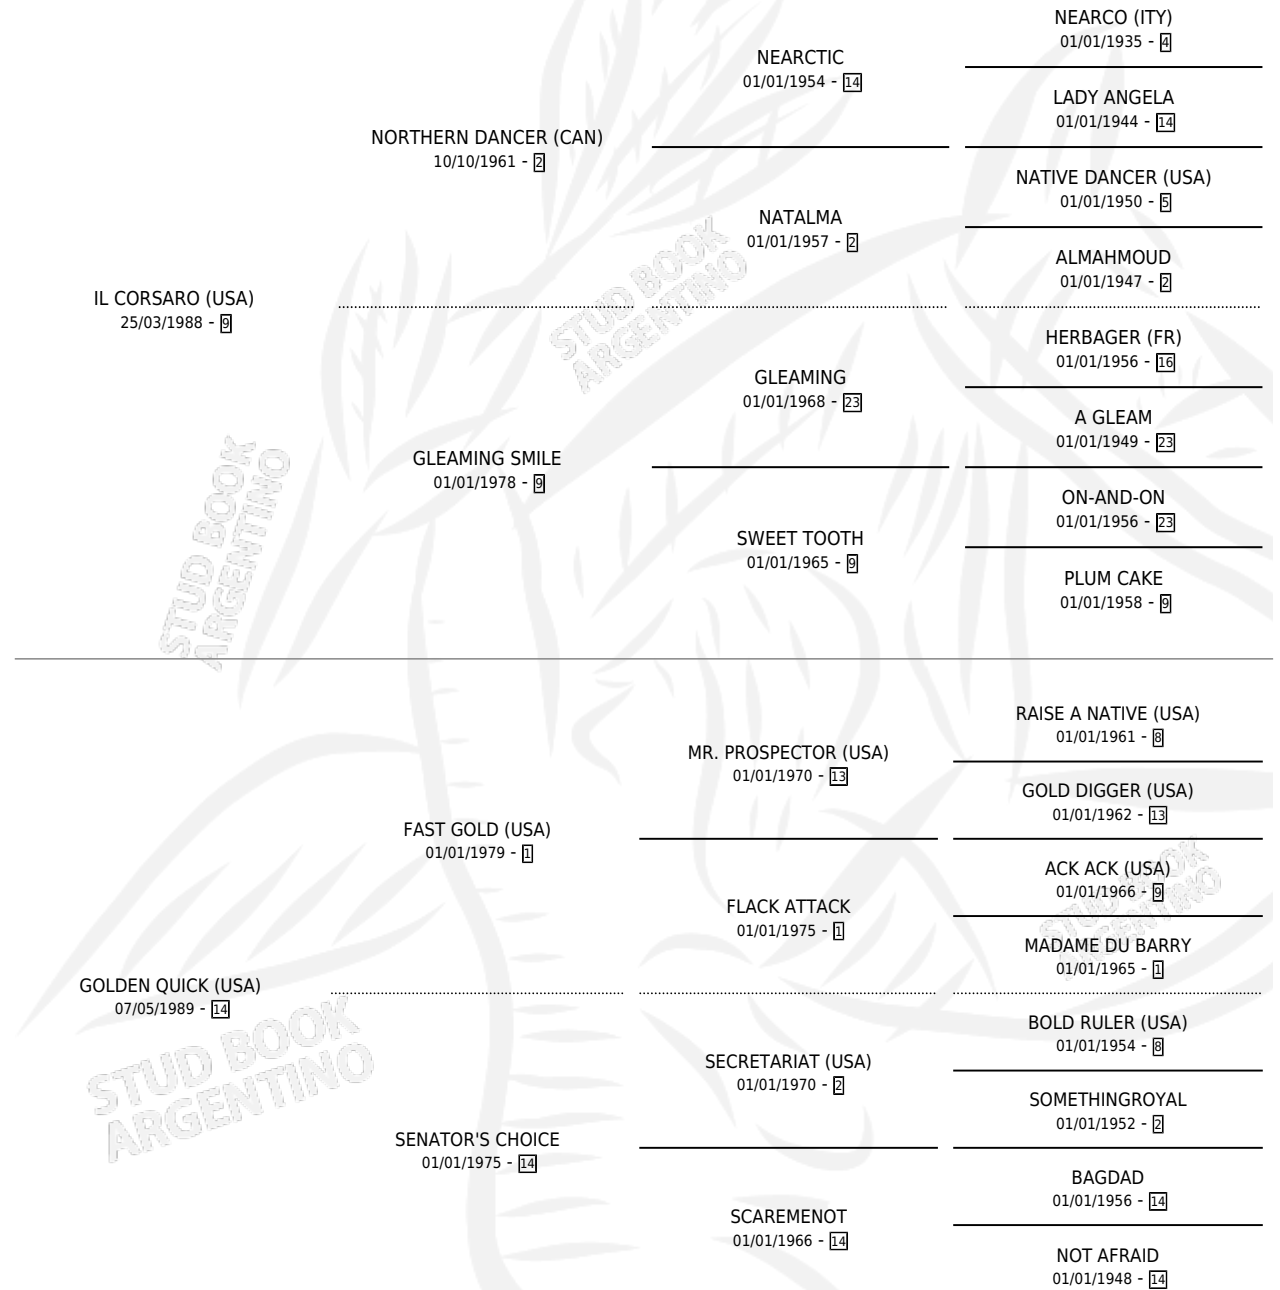 NEARCO (ITY)
01/01/1935 - 4
NEARCTIC
01/01/1954 - 14
LADY ANGELA
01/01/1944 - 14
NORTHERN DANCER (CAN)
10/10/1961 - 2
NATIVE DANCER (USA)
01/01/1950 - 5
NATALMA
01/01/1957 - 2
ALMAHMOUD
01/01/1947 - 2
IL CORSARO (USA)
25/03/1988 - 9
HERBAGER (FR)
01/01/1956 - 16
GLEAMING
01/01/1968 - 23
A GLEAM
01/01/1949 - 23
GLEAMING SMILE
01/01/1978 - 9
ON-AND-ON
01/01/1956 - 23
SWEET TOOTH
01/01/1965 - 9
PLUM CAKE
01/01/1958 - 9
RAISE A NATIVE (USA)
01/01/1961 - 8
MR. PROSPECTOR (USA)
01/01/1970 - 13
GOLD DIGGER (USA)
01/01/1962 - 13
FAST GOLD (USA)
01/01/1979 - 1
ACK ACK (USA)
01/01/1966 - 9
FLACK ATTACK
01/01/1975 - 1
MADAME DU BARRY
01/01/1965 - 1
GOLDEN QUICK (USA)
07/05/1989 - 14
BOLD RULER (USA)
01/01/1954 - 8
SECRETARIAT (USA)
01/01/1970 - 2
SOMETHINGROYAL
01/01/1952 - 2
SENATOR'S CHOICE
01/01/1975 - 14
BAGDAD
01/01/1956 - 14
SCAREMENOT
01/01/1966 - 14
NOT AFRAID
01/01/1948 - 14
STUD BOOK
ARGENTINO
STUD BOOK
ARGENTINO
STUD BOOK
ARGENTINO
STUD BOOK
ARGENTINO